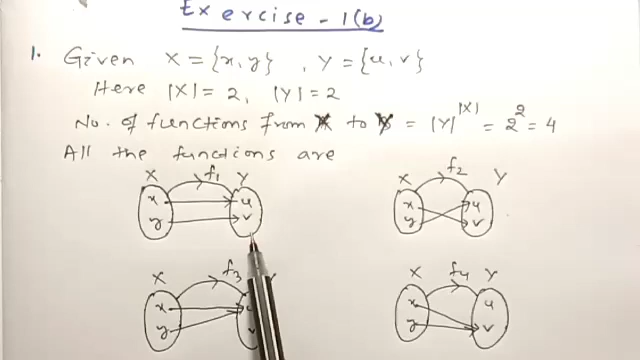 Exercise - 1(b)
1. Given X = {x, y} , Y = {u, v}
Here |X| = 2, |Y| = 2
No. of functions from X to Y = |Y|^|X| = 2^2 = 4
All the functions are
X f1 Y X f2 Y
x u x u
y v y v
X f3 Y X f4 Y
x x u
y v y v